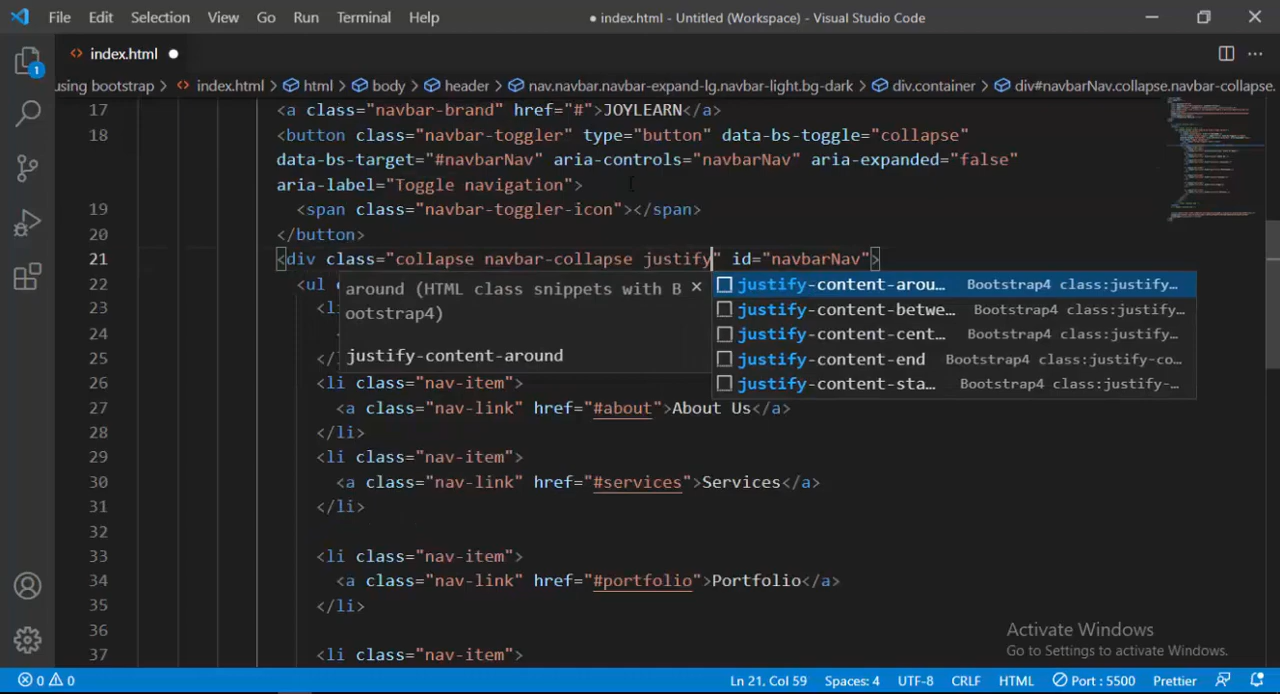 File Edit Selection View Go Run Terminal Help
● index.html - Untitled (Workspace) - Visual Studio Code
index.html ●
1
using bootstrap > index.html > html > body > header > nav.navbar.navbar-expand-lg.navbar-light.bg-dark > div.container > div#navbarNav.collapse.navbar-collapse.
17 <a class="navbar-brand" href="#">JOYLEARN</a>
18 <button class="navbar-toggler" type="button" data-bs-toggle="collapse"
data-bs-target="#navbarNav" aria-controls="navbarNav" aria-expanded="false"
aria-label="Toggle navigation">
19 <span class="navbar-toggler-icon"></span>
20 </button>
21 <div class="collapse navbar-collapse justify" id="navbarNav">
22 <ul
around (HTML class snippets with B
ootstrap4)
justify-content-around
justify-content-arou… Bootstrap4 class:justify…
justify-content-betwe… Bootstrap4 class:justify…
justify-content-cent… Bootstrap4 class:justify…
justify-content-end Bootstrap4 class:justify-co…
justify-content-sta… Bootstrap4 class:justify-…
23 <l
24
25 </
26 <li class="nav-item">
27 <a class="nav-link" href="#about">About Us</a>
28 </li>
29 <li class="nav-item">
30 <a class="nav-link" href="#services">Services</a>
31 </li>
32
33 <li class="nav-item">
34 <a class="nav-link" href="#portfolio">Portfolio</a>
35 </li>
36
37 <li class="nav-item">
Activate Windows
Go to Settings to activate Windows.
0 0 Ln 21, Col 59 Spaces: 4 UTF-8 CRLF HTML Port : 5500 Prettier